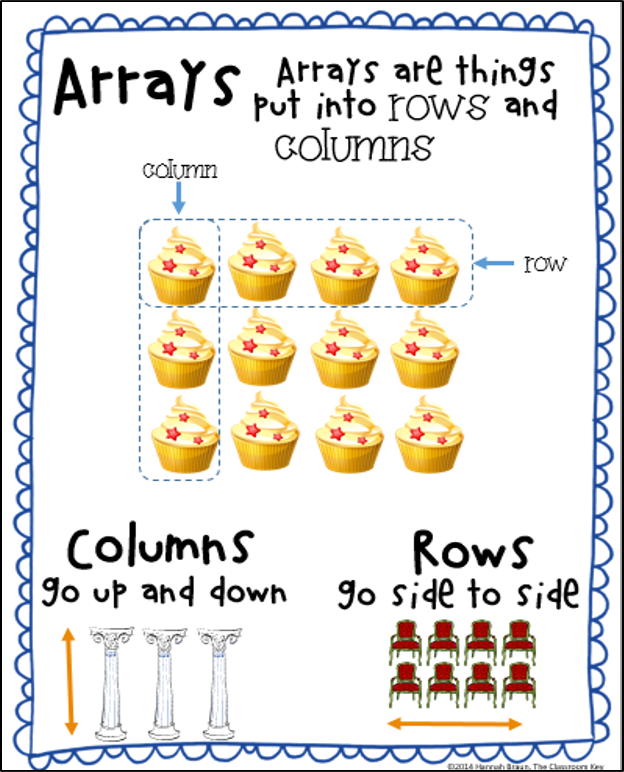 Arrays
Arrays are things
put into rows and
columns
column
row
Columns
go up and down
Rows
go side to side
©2014 Hannah Braun, The Classroom Key